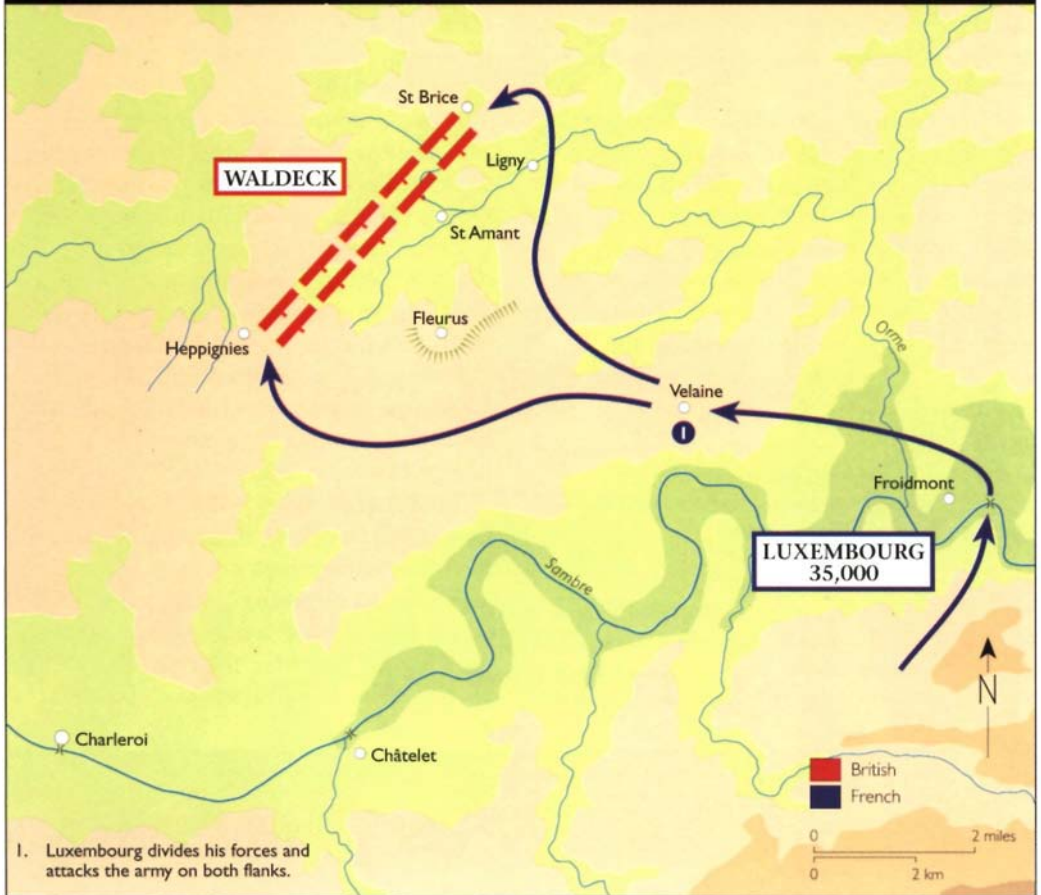 St Brice
WALDECK
Ligny
St Amant
Fleurus
Heppignies
Orme
Velaine
1
Froidmont
LUXEMBOURG
35,000
Sambre
N
Charleroi
Châtelet
British
French
0 2 miles
0 2 km
1. Luxembourg divides his forces and
attacks the army on both flanks.